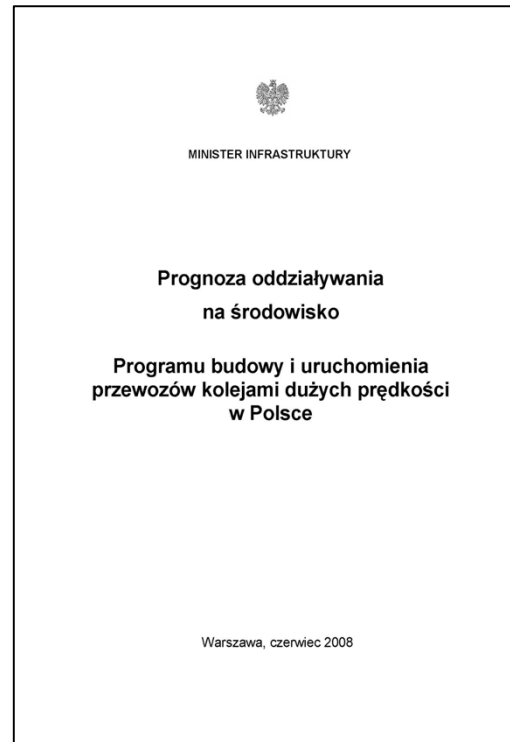 MINISTER INFRASTRUKTURY
Prognoza oddziaływania
na środowisko
Programu budowy i uruchomienia
przewozów kolejami dużych prędkości
w Polsce
Warszawa, czerwiec 2008